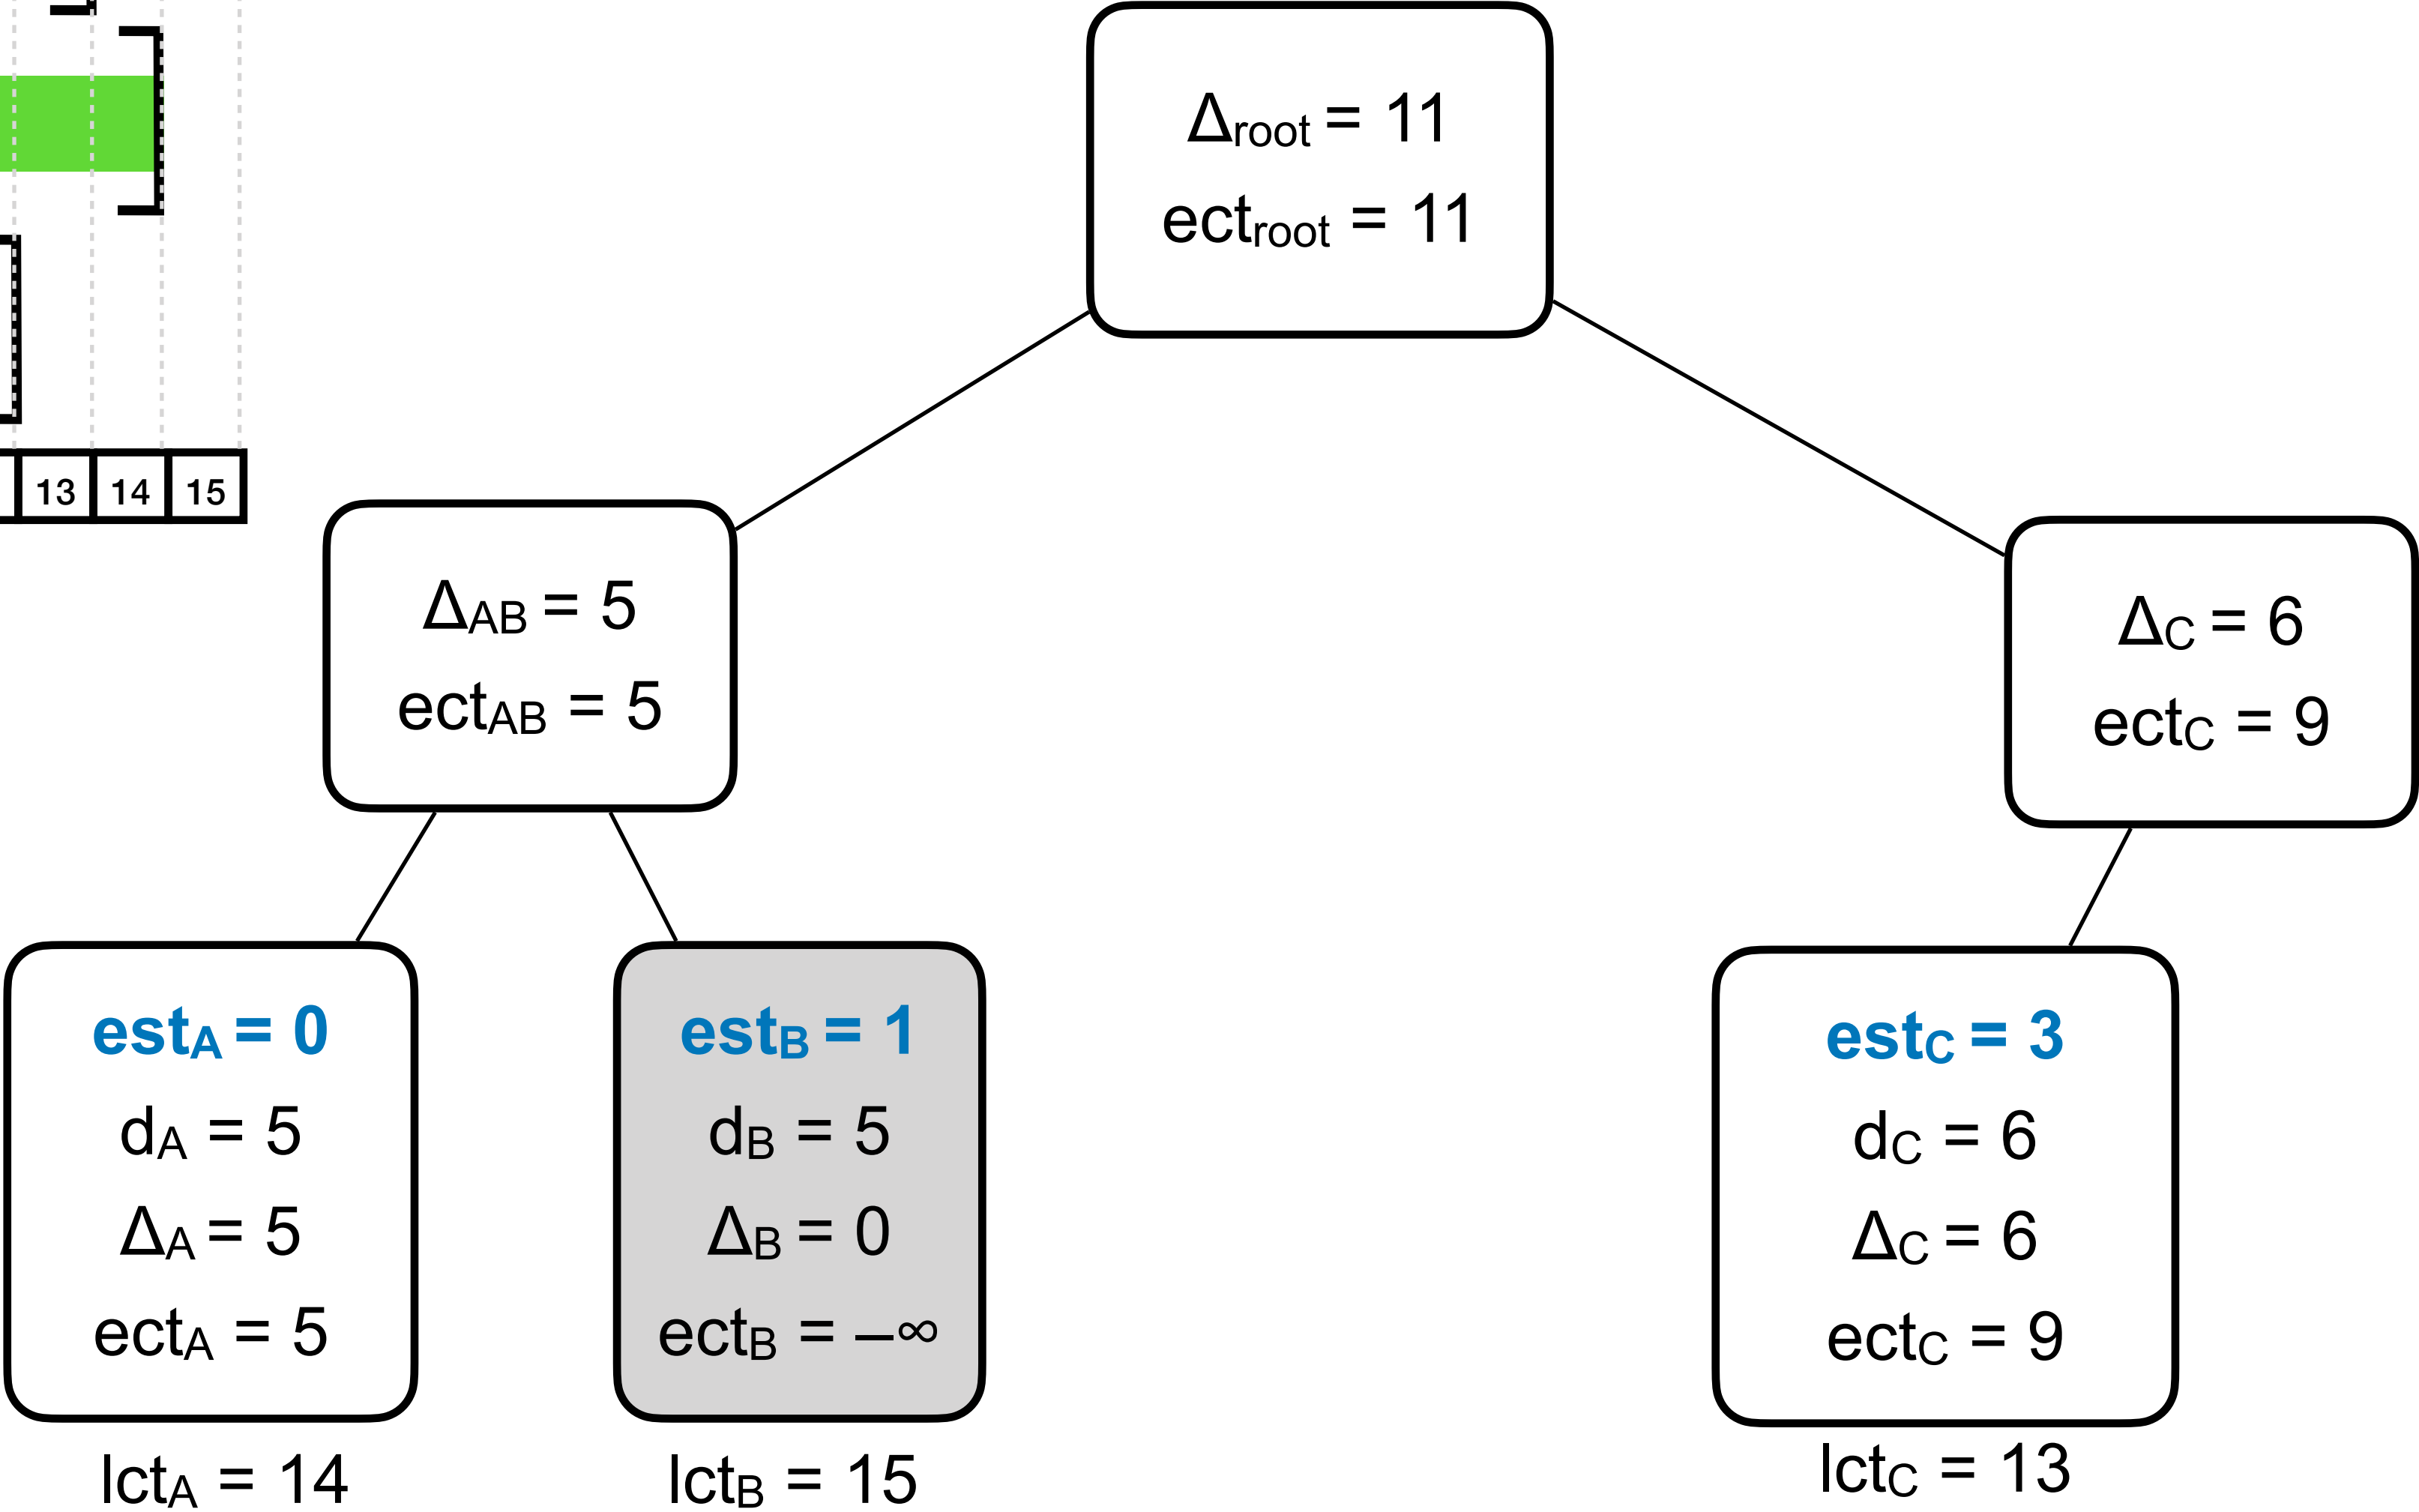 Δroot = 11
ectroot = 11
13 14 15
ΔAB = 5
ectAB = 5
ΔC = 6
ectC = 9
estA = 0
dA = 5
ΔA = 5
ectA = 5
lctA = 14
estB = 1
dB = 5
ΔB = 0
ectB = –∞
lctB = 15
estC = 3
dC = 6
ΔC = 6
ectC = 9
lctC = 13